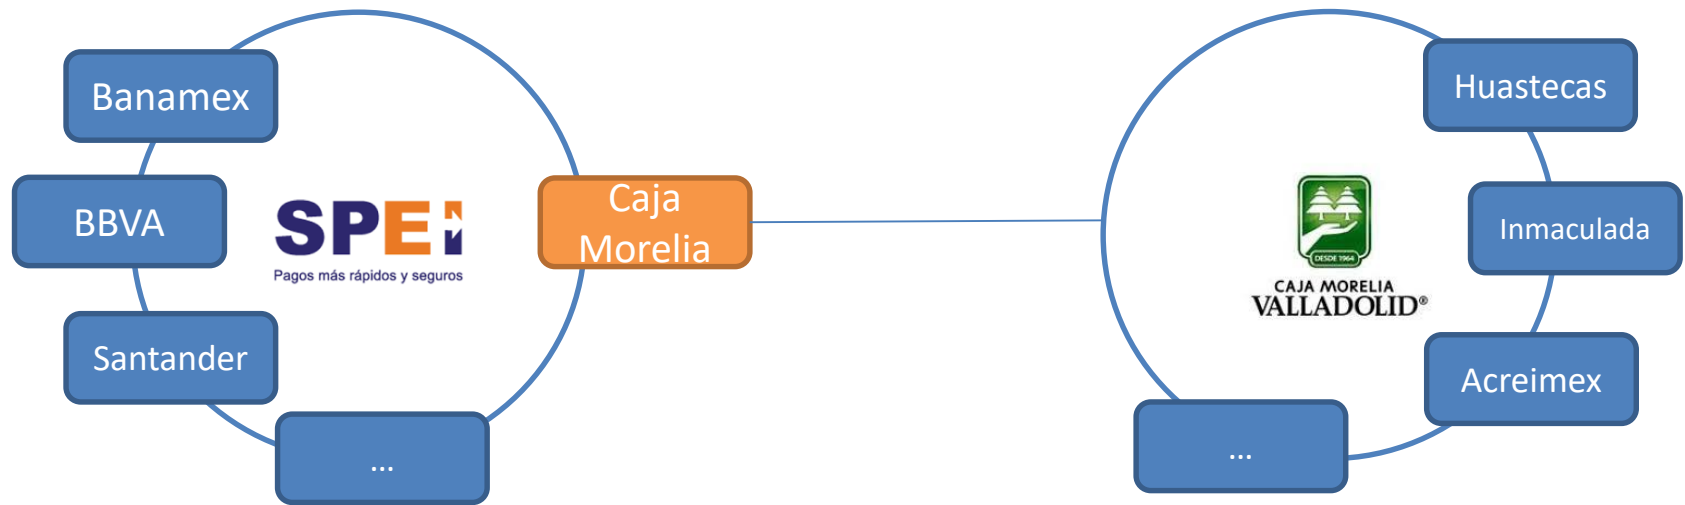 Banamex
BBVA
Santander
...
SPEI
Pagos más rápidos y seguros
Caja
Morelia
DESDE 1964
CAJA MORELIA
VALLADOLID®
Huastecas
Inmaculada
Acreimex
...